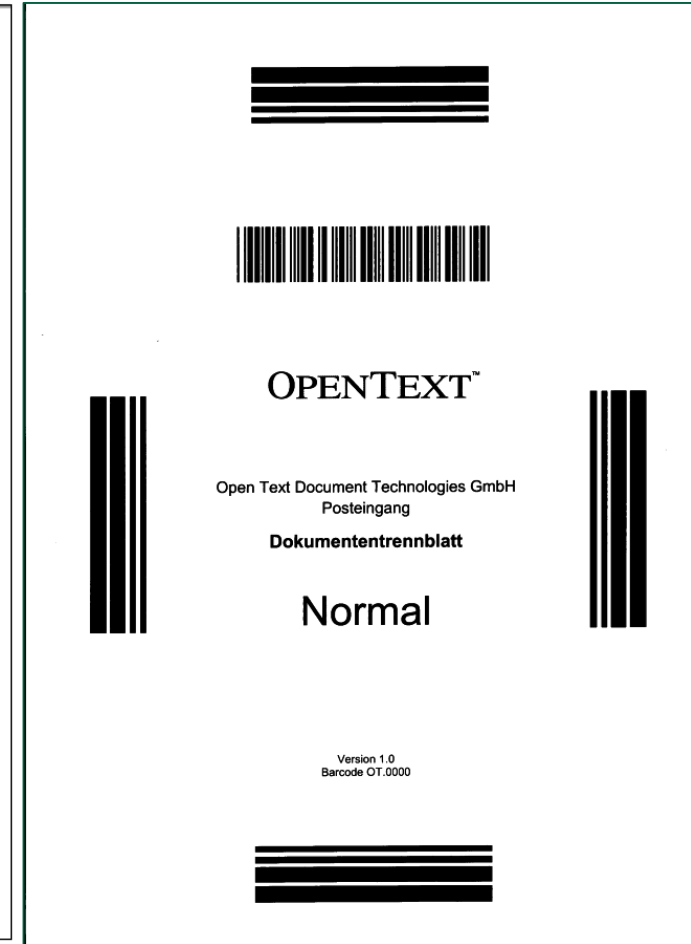 OPENTEXT™
Open Text Document Technologies GmbH
Posteingang
Dokumententrennblatt
Normal
Version 1.0
Barcode OT.0000